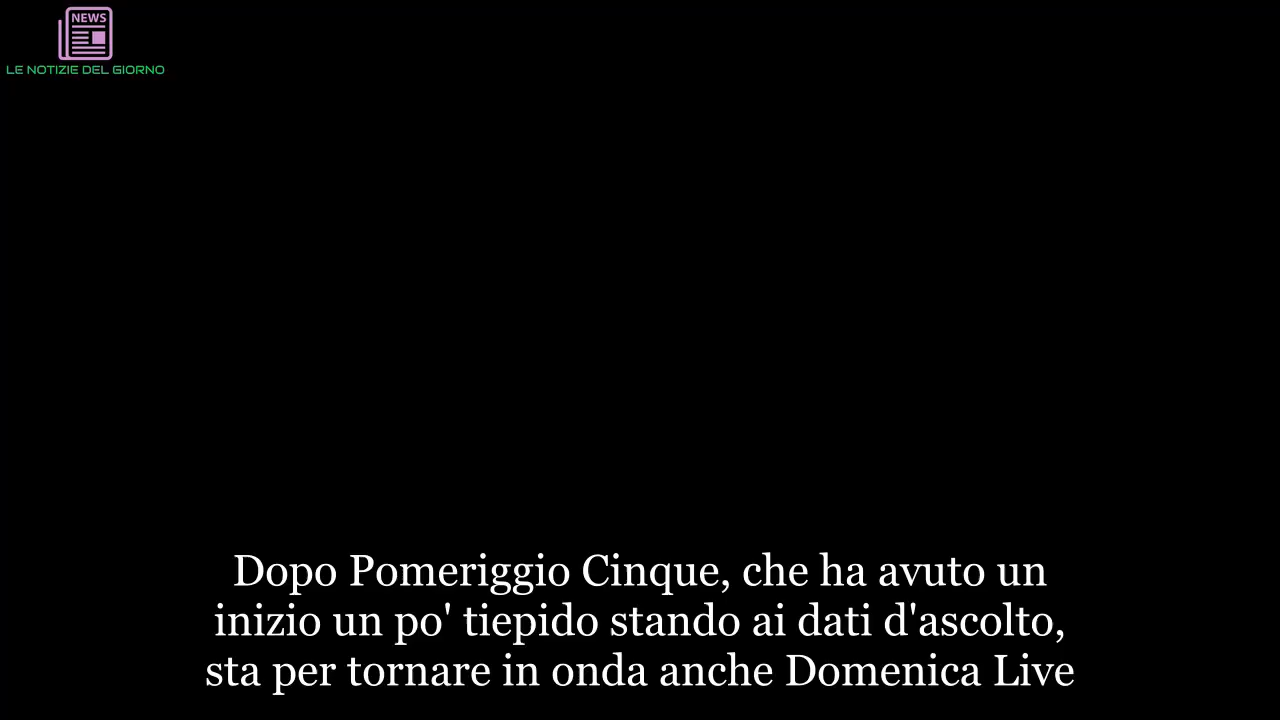 NEWS
LE NOTIZIE DEL GIORNO
Dopo Pomeriggio Cinque, che ha avuto un
inizio un po' tiepido stando ai dati d'ascolto,
sta per tornare in onda anche Domenica Live